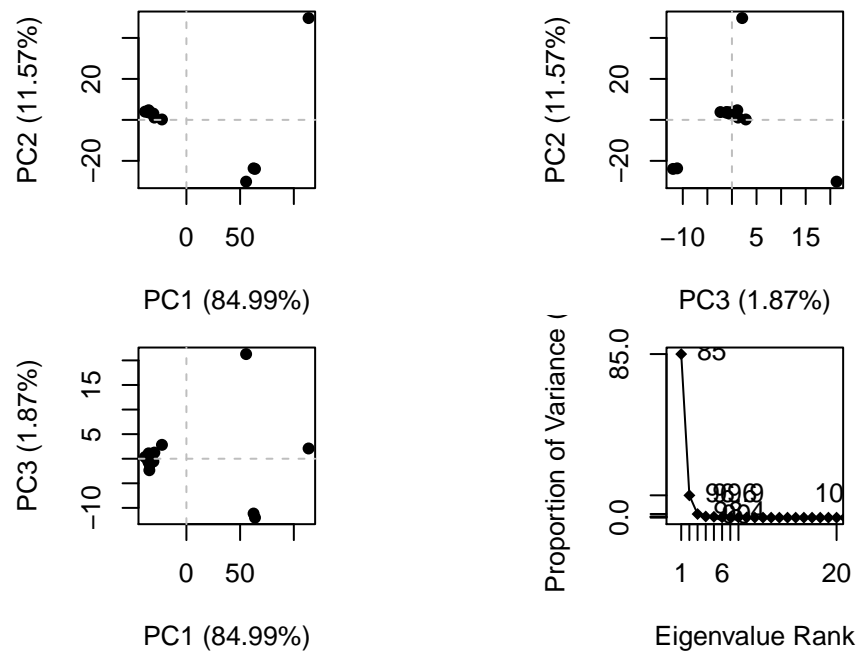 PC2 (11.57%)
20
−20
0 50
PC1 (84.99%)
PC2 (11.57%)
20
−20
−10 5 15
PC3 (1.87%)
PC3 (1.87%)
15
5
−10
0 50
PC1 (84.99%)
Proportion of Variance (
85.0
0.0
85
10
1 6 20
Eigenvalue Rank